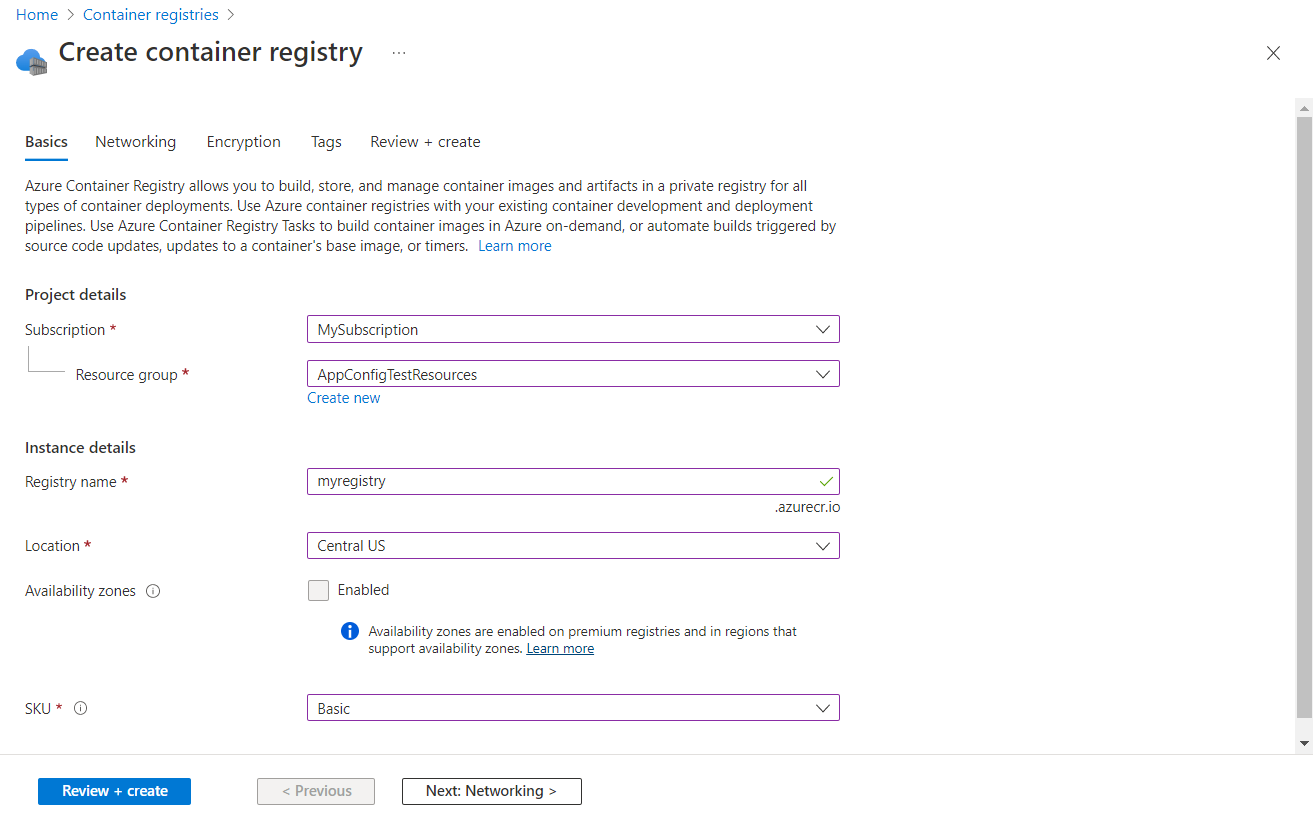 Home > Container registries >
Create container registry ...
Basics Networking Encryption Tags Review + create
Azure Container Registry allows you to build, store, and manage container images and artifacts in a private registry for all
types of container deployments. Use Azure container registries with your existing container development and deployment
pipelines. Use Azure Container Registry Tasks to build container images in Azure on-demand, or automate builds triggered by
source code updates, updates to a container's base image, or timers. Learn more
Project details
Subscription * MySubscription
Resource group * AppConfigTestResources
Create new
Instance details
Registry name * myregistry
.azurecr.io
Location * Central US
Availability zones Enabled
Availability zones are enabled on premium registries and in regions that
support availability zones. Learn more
SKU * Basic
Review + create < Previous Next: Networking >